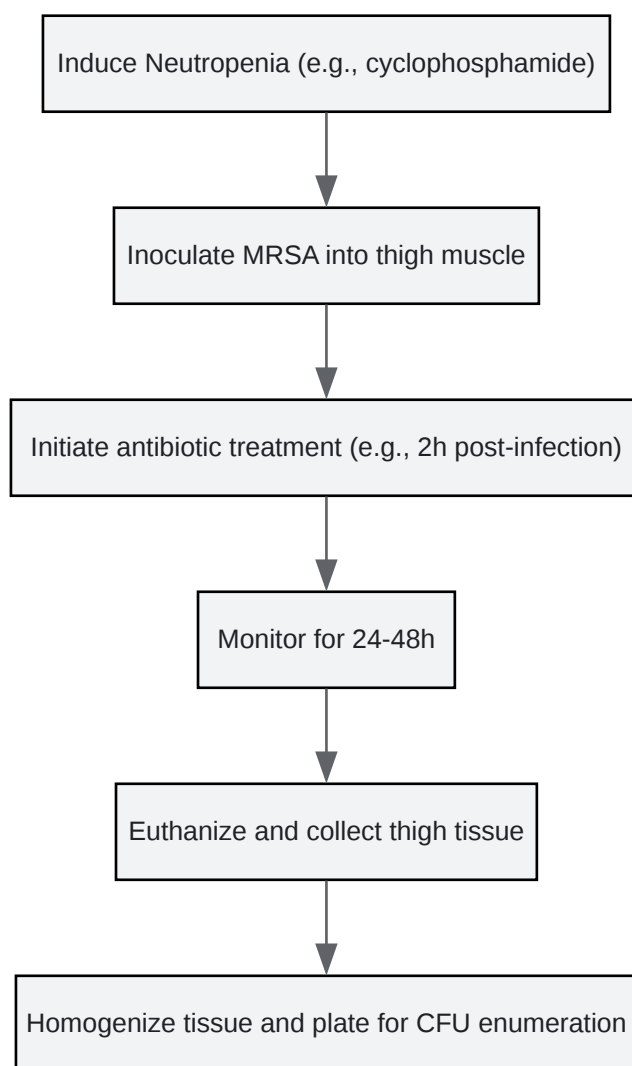 Induce Neutropenia (e.g., cyclophosphamide)
Inoculate MRSA into thigh muscle
Initiate antibiotic treatment (e.g., 2h post-infection)
Monitor for 24-48h
Euthanize and collect thigh tissue
Homogenize tissue and plate for CFU enumeration